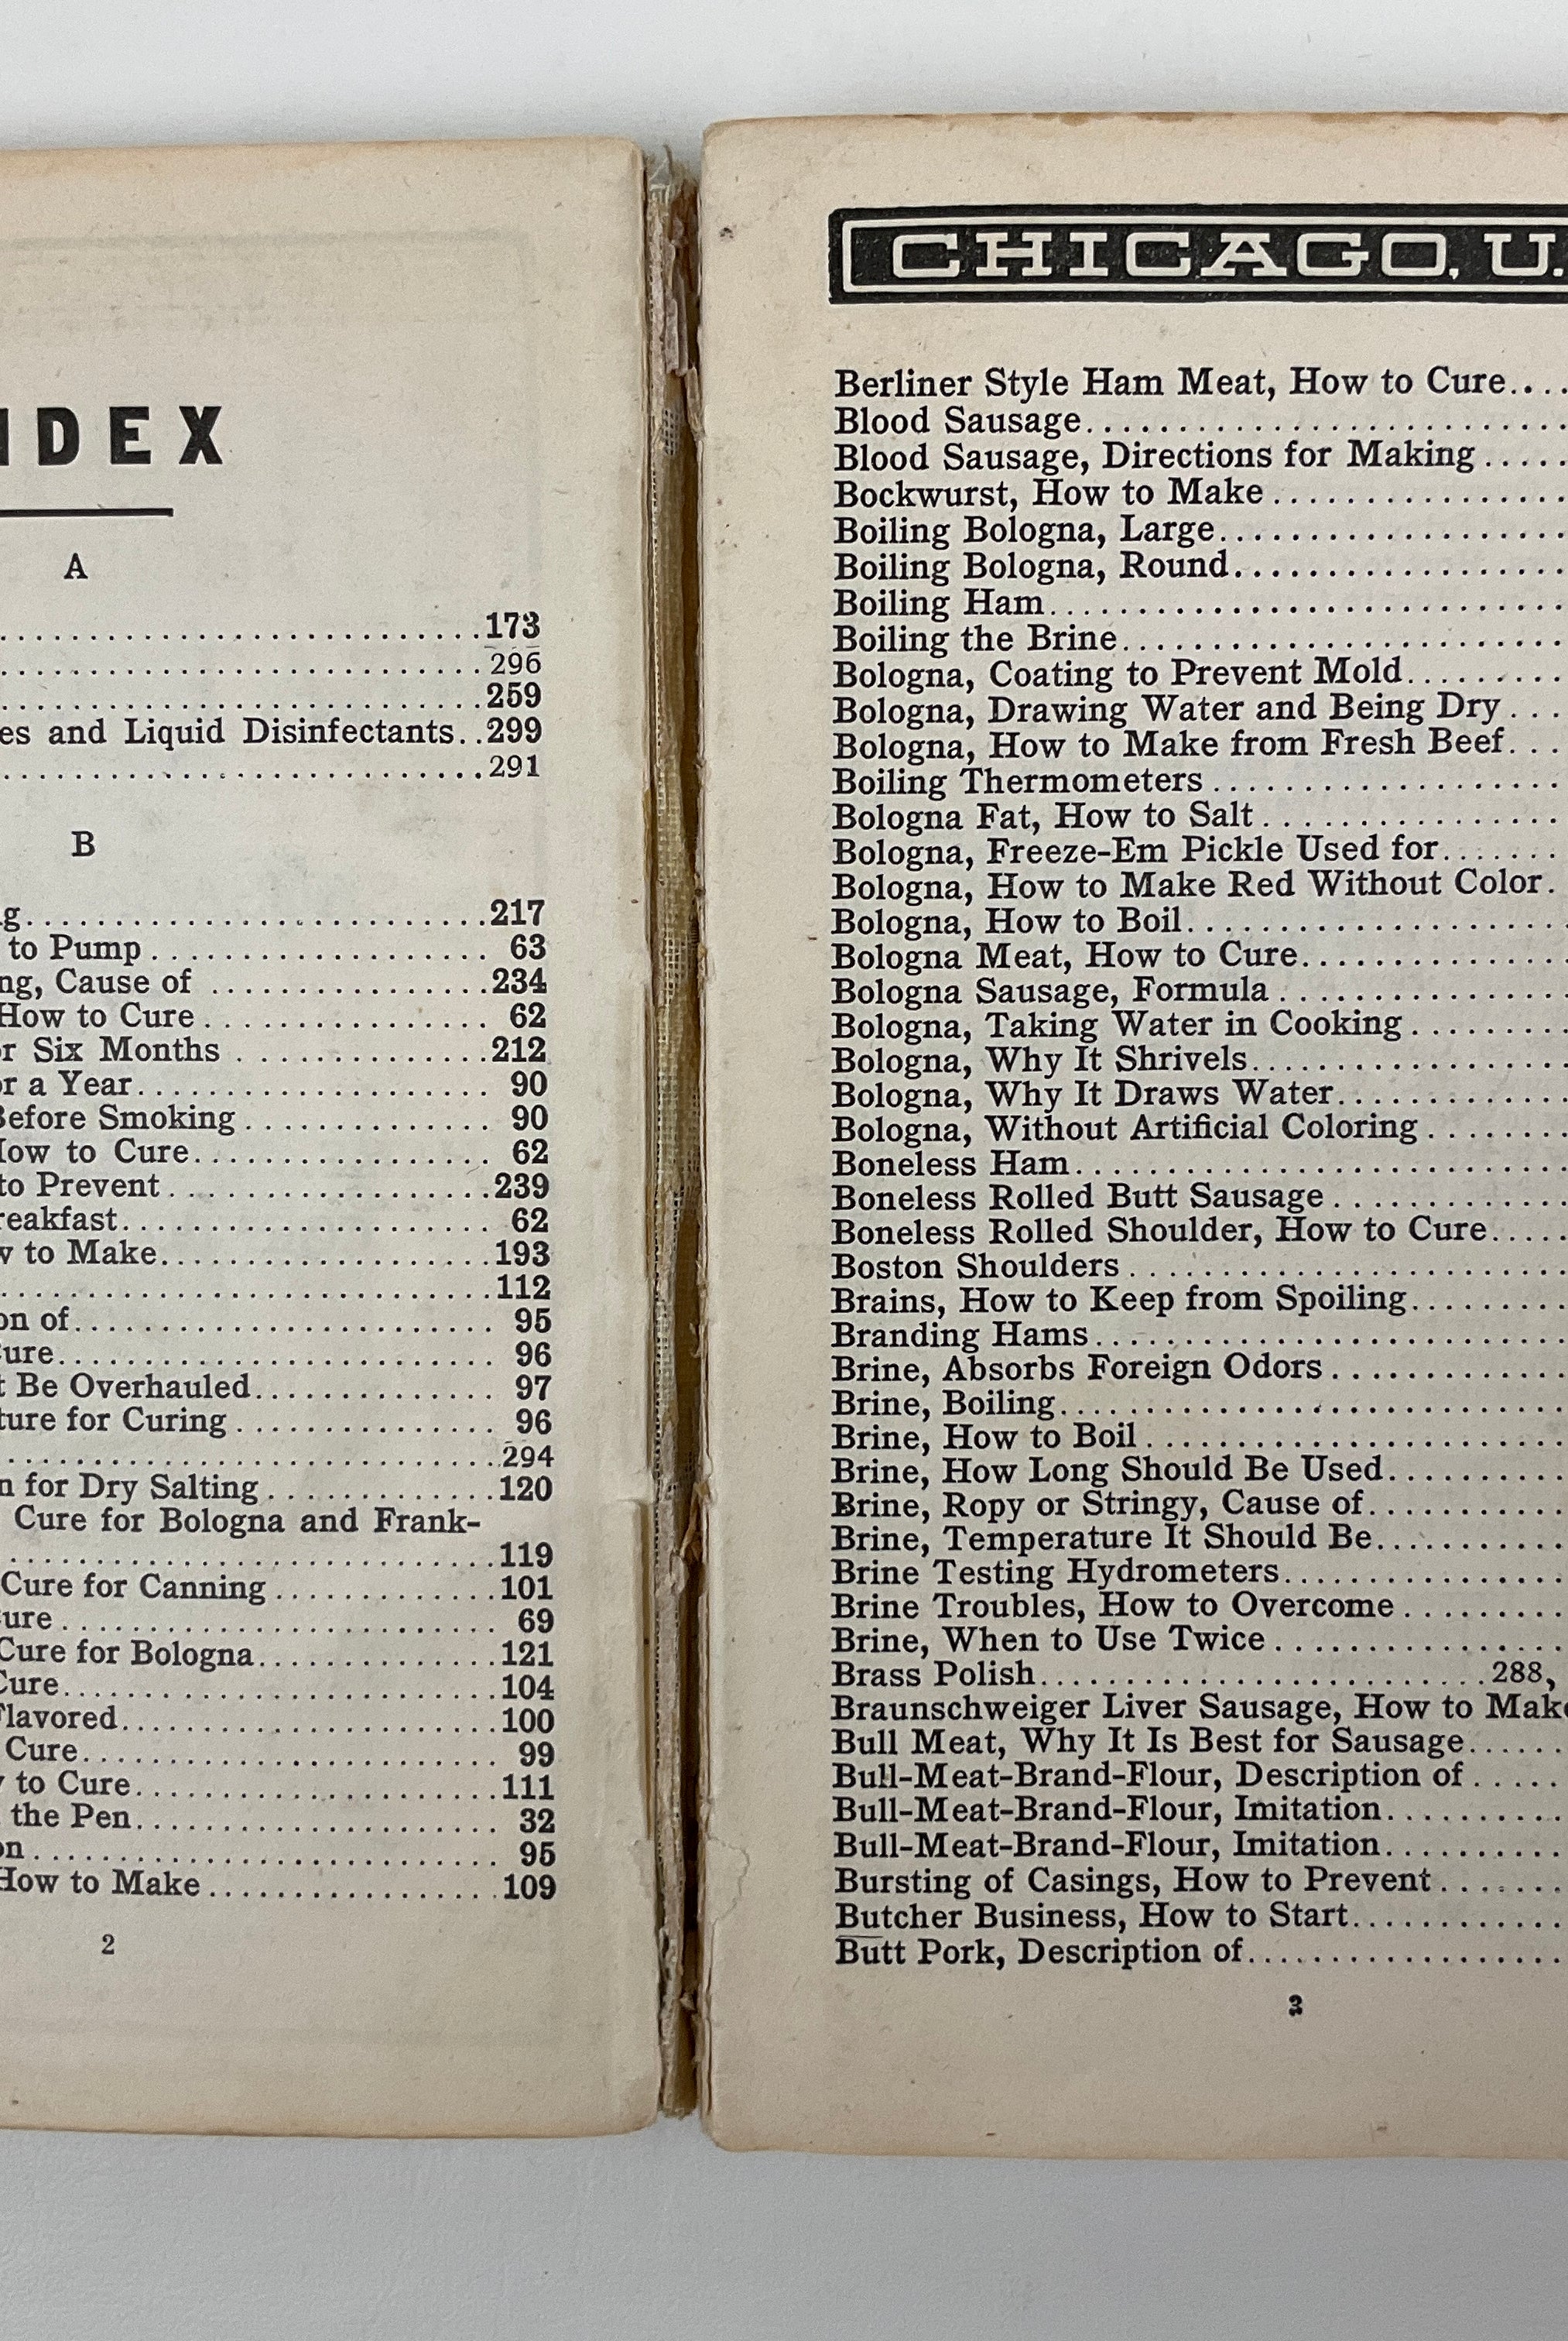 INDEX
A
..............................173
..............................296
..............................259
es and Liquid Disinfectants..299
..............................291
B
g..........................217
to Pump................ 63
ng, Cause of ................234
How to Cure................ 62
r Six Months ..............212
r a Year.................. 90
Before Smoking.............. 90
How to Cure................ 62
to Prevent................239
reakfast.................. 62
w to Make..................193
..............................112
on of...................... 95
Cure...................... 96
t Be Overhauled............ 97
ture for Curing............ 96
..............................294
n for Dry Salting............120
Cure for Bologna and Frank-
..............................119
Cure for Canning............101
Cure...................... 69
Cure for Bologna............121
Cure......................104
Flavored..................100
Cure...................... 99
to Cure..................111
the Pen.................. 32
on...................... 95
How to Make................109
2
CHICAGO, U.
Berliner Style Ham Meat, How to Cure....
Blood Sausage..........................
Blood Sausage, Directions for Making.....
Bockwurst, How to Make................
Boiling Bologna, Large..................
Boiling Bologna, Round..................
Boiling Ham............................
Boiling the Brine........................
Bologna, Coating to Prevent Mold.........
Bologna, Drawing Water and Being Dry...
Bologna, How to Make from Fresh Beef...
Boiling Thermometers..................
Bologna Fat, How to Salt................
Bologna, Freeze-Em Pickle Used for.......
Bologna, How to Make Red Without Color.
Bologna, How to Boil....................
Bologna Meat, How to Cure..............
Bologna Sausage, Formula................
Bologna, Taking Water in Cooking.........
Bologna, Why It Shrivels................
Bologna, Why It Draws Water............
Bologna, Without Artificial Coloring........
Boneless Ham..........................
Boneless Rolled Butt Sausage............
Boneless Rolled Shoulder, How to Cure.....
Boston Shoulders......................
Brains, How to Keep from Spoiling.........
Branding Hams........................
Brine, Absorbs Foreign Odors............
Brine, Boiling..........................
Brine, How to Boil......................
Brine, How Long Should Be Used.........
Brine, Ropy or Stringy, Cause of..........
Brine, Temperature It Should Be..........
Brine Testing Hydrometers..............
Brine Troubles, How to Overcome.........
Brine, When to Use Twice................
Brass Polish..........................288,
Braunschweiger Liver Sausage, How to Make
Bull Meat, Why It Is Best for Sausage......
Bull-Meat-Brand-Flour, Description of.....
Bull-Meat-Brand-Flour, Imitation..........
Bull-Meat-Brand-Flour, Imitation..........
Bursting of Casings, How to Prevent.......
Butcher Business, How to Start............
Butt Pork, Description of................
3